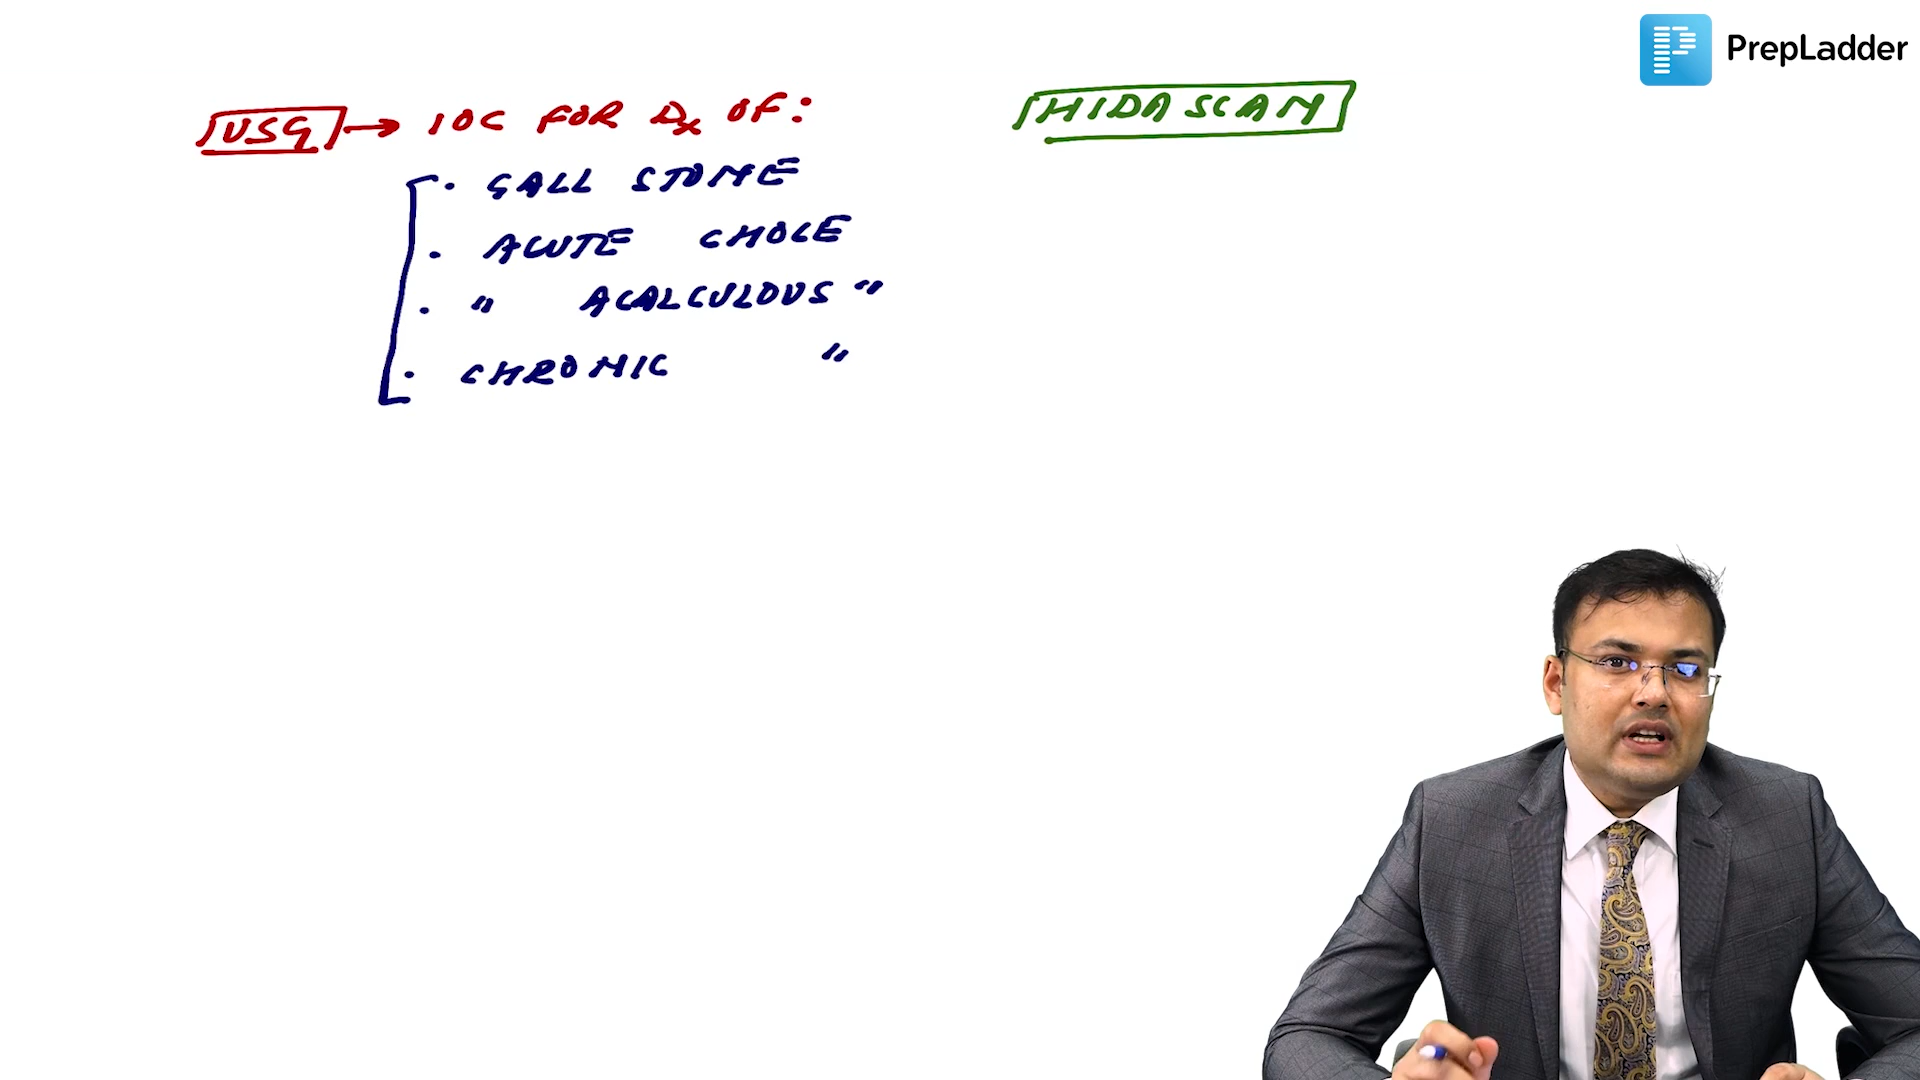 PrepLadder
USG → IOC FOR Dx OF:
• GALL STONE
• ACUTE CHOLE
• " ACALCULOUS "
• CHRONIC "
HIDA SCAN